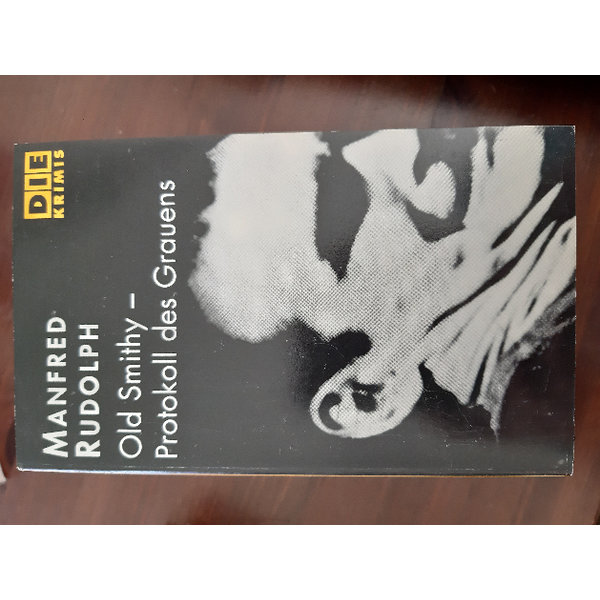 DIE
KRIMIS
MANFRED
RUDOLPH
Old Smithy –
Protokoll des Grauens